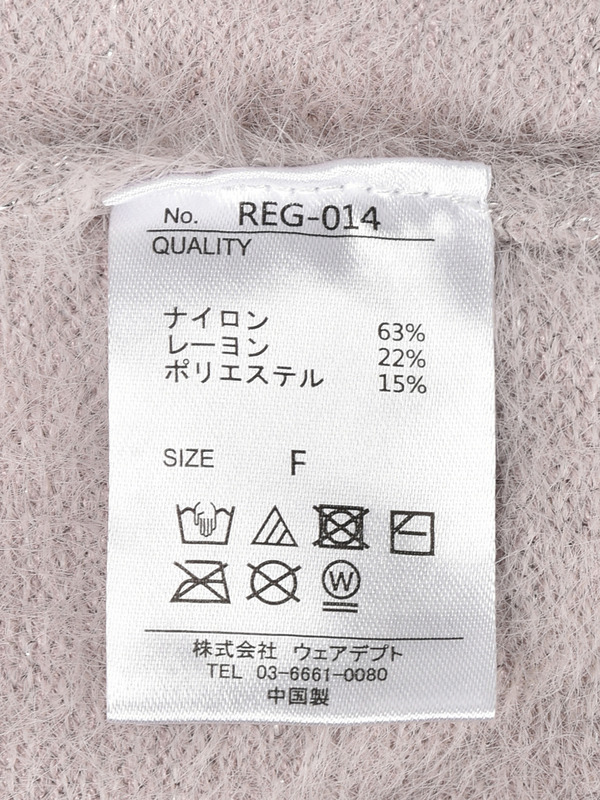 No. REG-014
QUALITY
ナイロン 63%
レーヨン 22%
ポリエステル 15%
SIZE F
W
株式会社 ウェアデプト
TEL 03-6661-0080
中国製